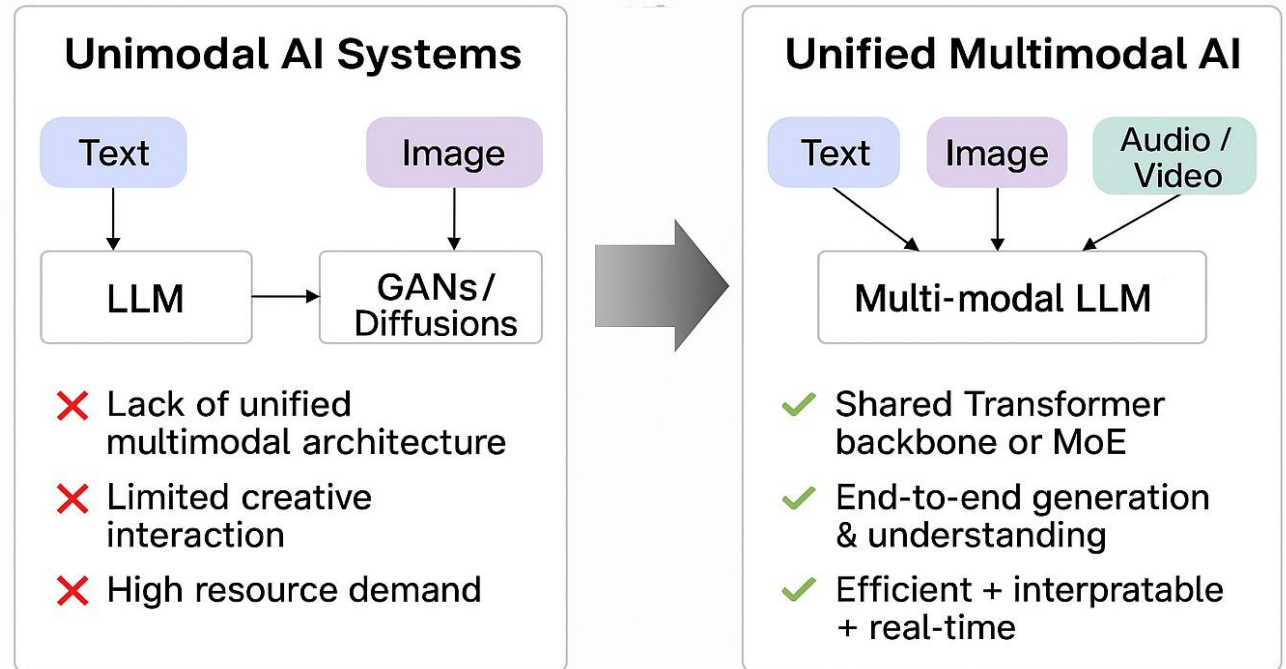 Unimodal AI Systems
Text
Image
LLM
GANs/
Diffusions
Lack of unified
multimodal architecture
Limited creative
interaction
High resource demand
Unified Multimodal AI
Text
Image
Audio /
Video
Multi-modal LLM
Shared Transformer
backbone or MoE
End-to-end generation
& understanding
Efficient + interpratable
+ real-time